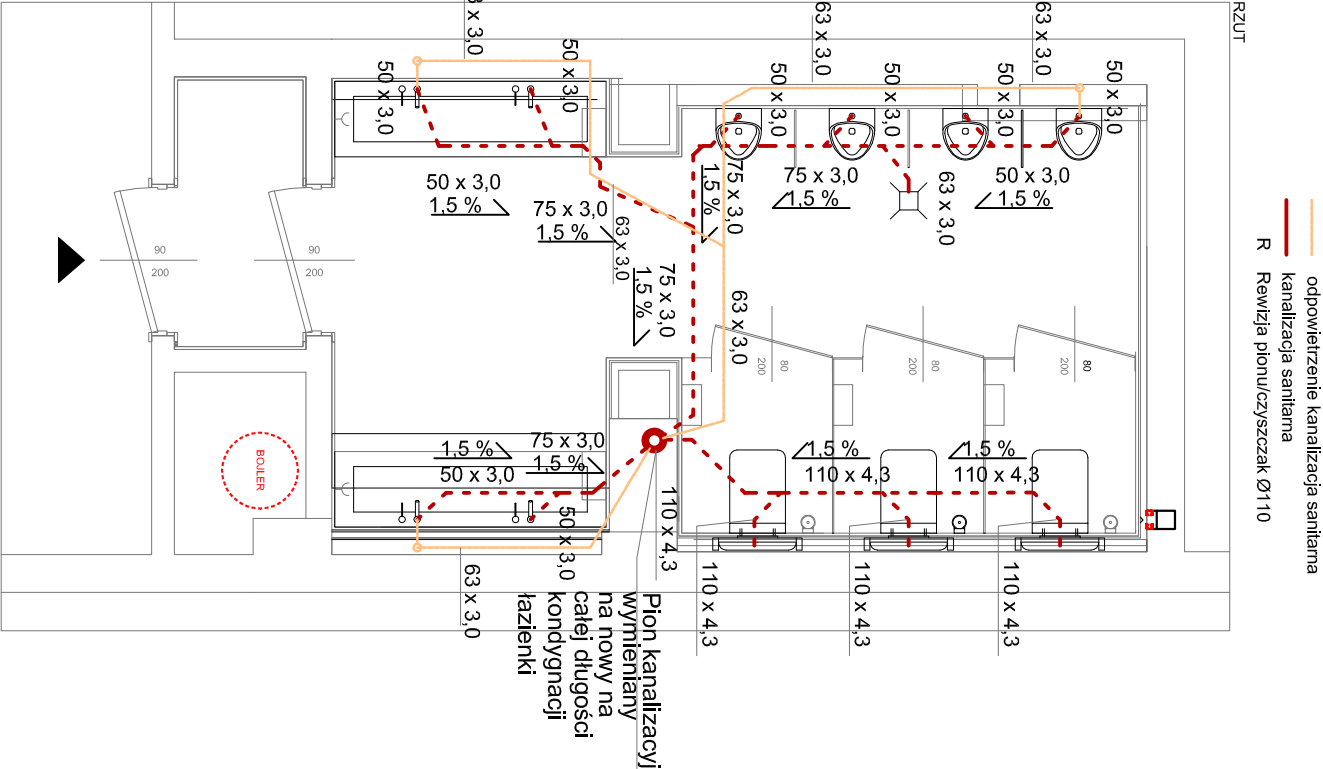 RZUT
odpowietrzenie kanalizacja sanitarna
kanalizacja sanitarna
R Rewizja pionu/czyszczak Ø110
x 3,0
63 x 3,0
63 x 3,0
50 x 3,0
50 x 3,0
50 x 3,0
50 x 3,0
50 x 3,0
50 x 3,0
50 x 3,0
1,5 %
75 x 3,0
1,5 %
63 x 3,0
75 x 3,0
1,5 %
75 x 3,0
1,5 %
50 x 3,0
1,5 %
63 x 3,0
75 x 3,0
1,5 %
63 x 3,0
90
200
90
200
80
200
80
200
80
200
BOJLER
1,5 %
50 x 3,0
75 x 3,0
1,5 %
50 x 3,0
63 x 3,0
110 x 4,3
1,5 %
110 x 4,3
1,5 %
110 x 4,3
110 x 4,3
110 x 4,3
110 x 4,3
Pion kanalizacyj
wymieniany
na nowy na
całej długości
kondygnacji
łazienki